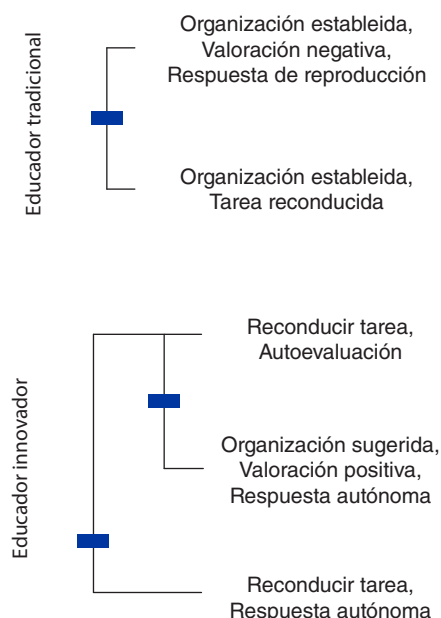 Educador tradicional
Organización estableida,
Valoración negativa,
Respuesta de reproducción
Organización estableida,
Tarea reconducida
Educador innovador
Reconducir tarea,
Autoevaluación
Organización sugerida,
Valoración positiva,
Respuesta autónoma
Reconducir tarea,
Respuesta autónoma